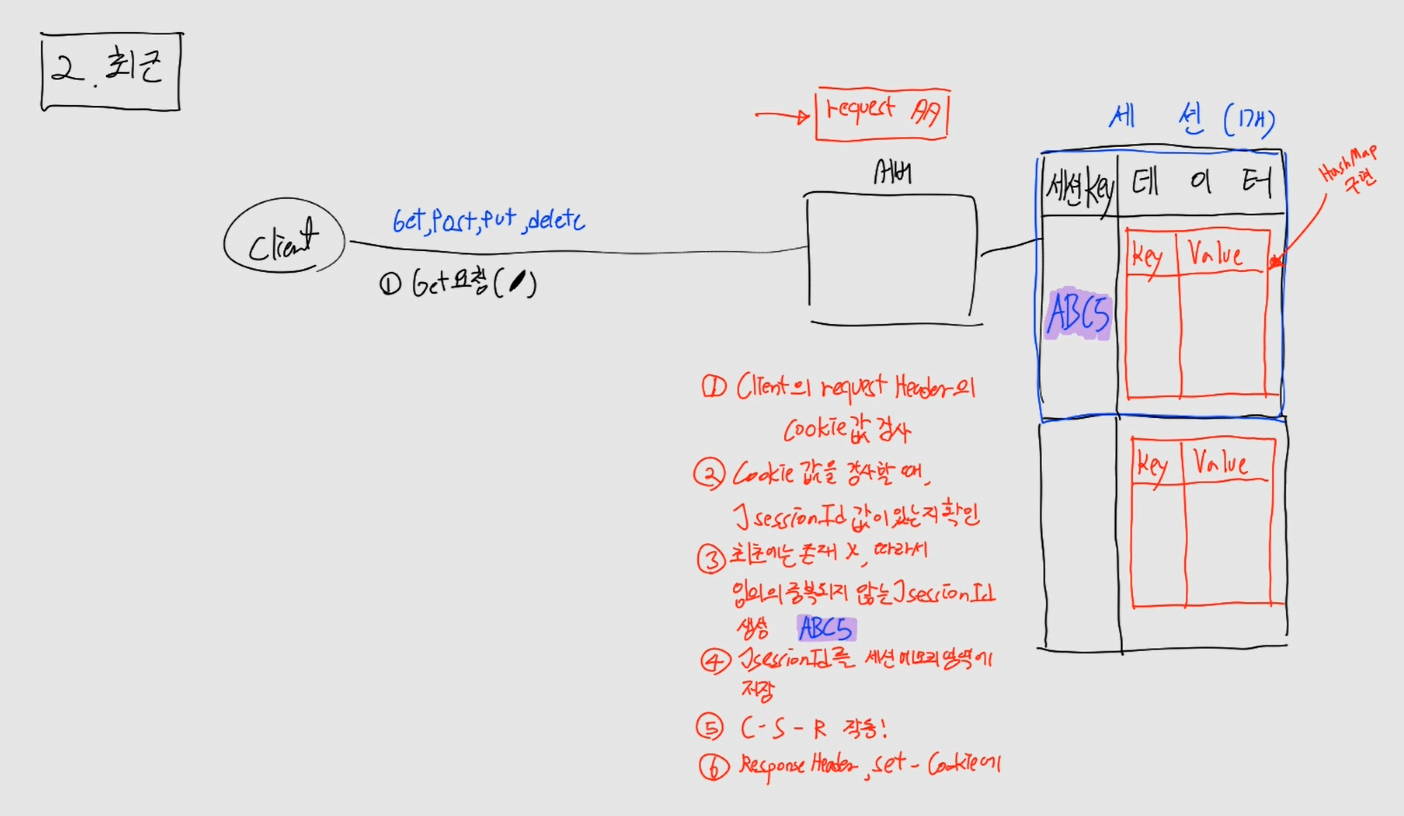 2. 최근
request AA
서버
세 션 (1개)
HashMap
구현
세션 key
데 이 터
Client
Get, Post, Put, delete
① Get요청(/)
key Value
ABC5
① Client의 request Header의
Cookie값 검사
② Cookie 값을 검사할 때,
JsessionId 값이 있는지 확인
③ 최초에는 존재 X, 따라서
임의의 중복되지 않는 JsessionId
생성 ABC5
④ JsessionId를 세션 메모리 영역에
저장
⑤ C-S-R 작동!
⑥ Response Header, set-Cookie에
key Value